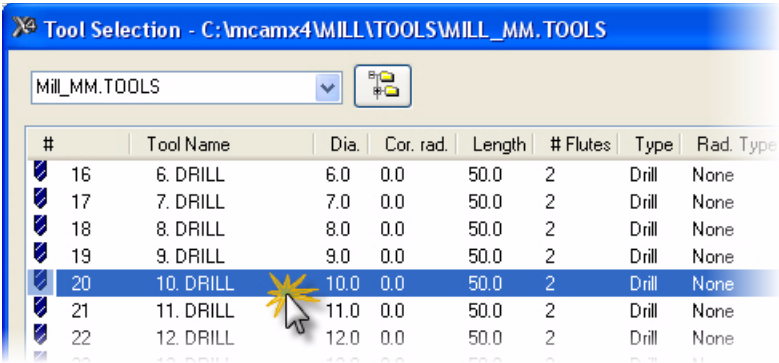 X4 Tool Selection - C:\mcamx4\MILL\TOOLS\MILL_MM.TOOLS
Mill_MM.TOOLS
# Tool Name Dia. Cor. rad. Length # Flutes Type Rad. Type
16 6. DRILL 6.0 0.0 50.0 2 Drill None
17 7. DRILL 7.0 0.0 50.0 2 Drill None
18 8. DRILL 8.0 0.0 50.0 2 Drill None
19 9. DRILL 9.0 0.0 50.0 2 Drill None
20 10. DRILL 10.0 0.0 50.0 2 Drill None
21 11. DRILL 11.0 0.0 50.0 2 Drill None
22 12. DRILL 12.0 0.0 50.0 2 Drill None